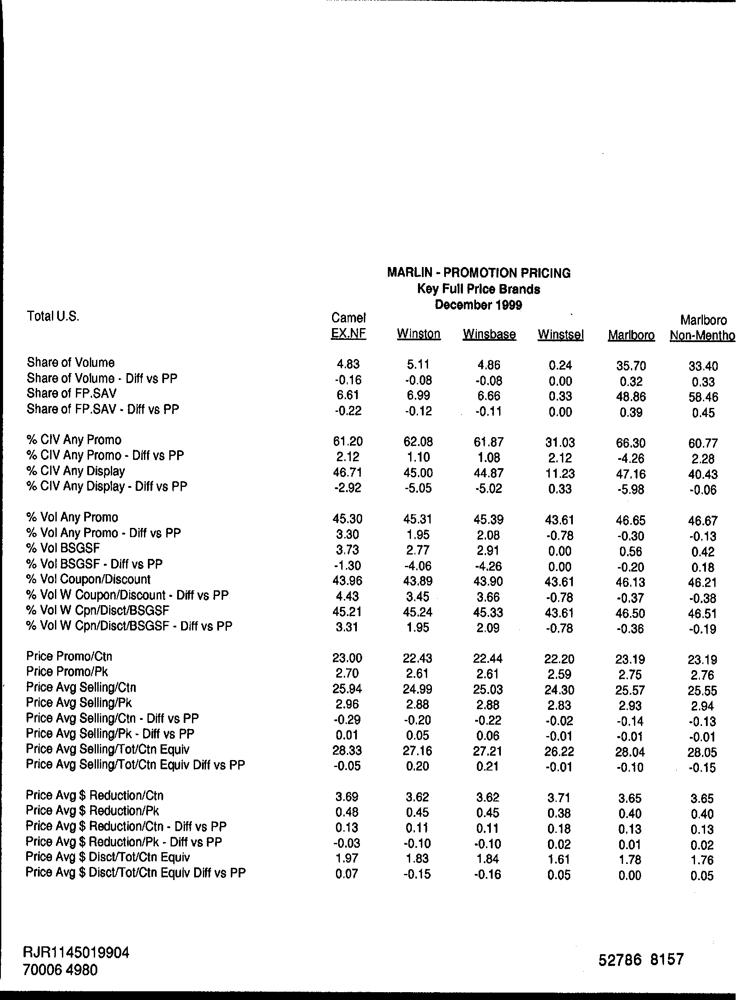 MARLIN - PROMOTION PRICING
Key Full Price Brands
December 1999
Total U.S. Camel Marlboro
EX.NF Winston Winsbase Winstsel Marlboro Non-Mentho
Share of Volume 4.83 5.11 4.86 0.24 35.70 33.40
Share of Volume - Diff vs PP -0.16 -0.08 -0.08 0.00 0.32 0.33
Share of FP.SAV 6.61 6.99 6.66 0.33 48.86 58.46
Share of FP.SAV - Diff vs PP -0.22 -0.12 -0.11 0.00 0.39 0.45
% CIV Any Promo 61.20 62.08 61.87 31.03 66.30 60.77
% CIV Any Promo - Diff vs PP 2.12 1.10 1.08 2.12 -4.26 2.28
% CIV Any Display 46.71 45.00 44.87 11.23 47.16 40.43
% CIV Any Display - Diff vs PP -2.92 -5.05 -5.02 0.33 -5.98 -0.06
% Vol Any Promo 45.30 45.31 45.39 43.61 46.65 46.67
% Vol Any Promo - Diff vs PP 3.30 1.95 2.08 -0.78 -0.30 -0.13
% Vol BSGSF 3.73 2.77 2.91 0.00 0.56 0.42
% Vol BSGSF - Diff vs PP -1.30 -4.06 -4.26 0.00 -0.20 0.18
% Vol Coupon/Discount 43.96 43.89 43.90 43.61 46.13 46.21
% Vol W Coupon/Discount - Diff vs PP 4.43 3.45 3.66 -0.78 -0.37 -0.38
% Vol W Cpn/Disct/BSGSF 45.21 45.24 45.33 43.61 46.50 46.51
% Vol W Cpn/Disct/BSGSF - Diff vs PP 3.31 1.95 2.09 -0.78 -0.36 -0.19
Price Promo/Ctn 23.00 22.43 22.44 22.20 23.19 23.19
Price Promo/Pk 2.70 2.61 2.61 2.59 2.75 2.76
Price Avg Selling/Ctn 25.94 24.99 25.03 24.30 25.57 25.55
Price Avg Selling/Pk 2.96 2.88 2.88 2.83 2.93 2.94
Price Avg Selling/Ctn - Diff vs PP -0.29 -0.20 -0.22 -0.02 -0.14 -0.13
Price Avg Selling/Pk - Diff vs PP 0.01 0.05 0.06 -0.01 -0.01 -0.01
Price Avg Selling/Tot/Ctn Equiv 28.33 27.16 27.21 26.22 28.04 28.05
Price Avg Selling/Tot/Ctn Equiv Diff vs PP -0.05 0.20 0.21 -0.01 -0.10 -0.15
Price Avg $ Reduction/Ctn 3.69 3.62 3.62 3.71 3.65 3.65
Price Avg $ Reduction/Pk 0.48 0.45 0.45 0.38 0.40 0.40
Price Avg $ Reduction/Ctn - Diff vs PP 0.13 0.11 0.11 0.18 0.13 0.13
Price Avg $ Reduction/Pk - Diff vs PP -0.03 -0.10 -0.10 0.02 0.01 0.02
Price Avg $ Disct/Tot/Ctn Equiv 1.97 1.83 1.84 1.61 1.78 1.76
Price Avg $ Disct/Tot/Ctn Equiv Diff vs PP 0.07 -0.15 -0.16 0.05 0.00 0.05
RJR1145019904
70006 4980
52786 8157